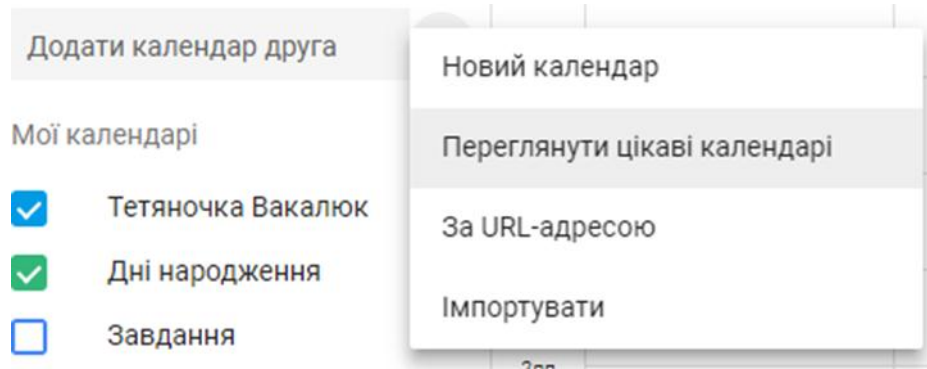 Додати календар друга
Мої календарі
Тетяночка Вакалюк
Дні народження
Завдання
Новий календар
Переглянути цікаві календарі
За URL-адресою
Імпортувати